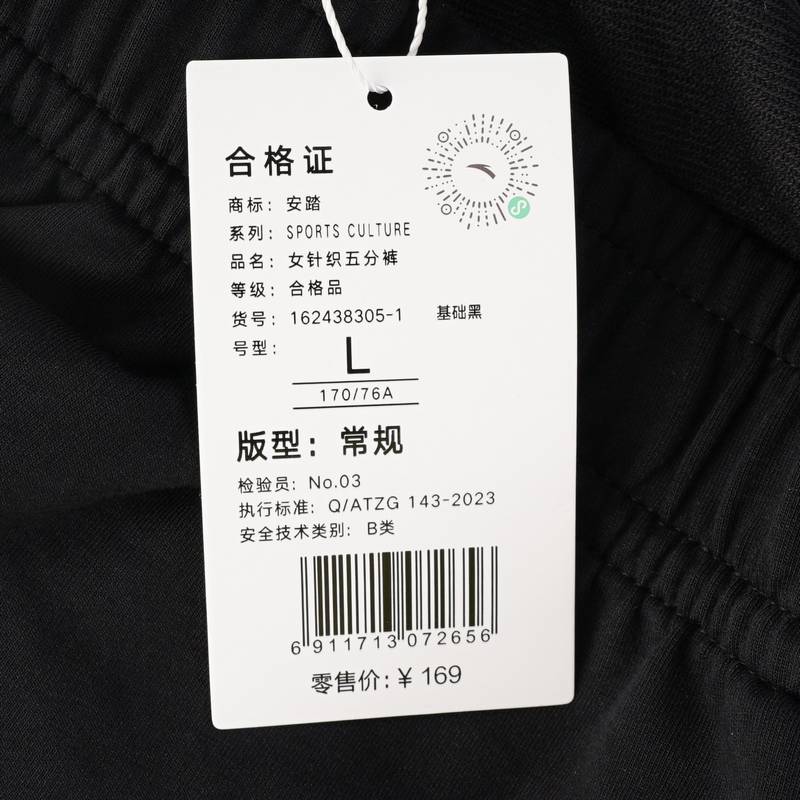 合格证
商标：安踏
系列：SPORTS CULTURE
品名：女针织五分裤
等级：合格品
货号：162438305-1 基础黑
号型：L
170/76A
版型：常规
检验员：No.03
执行标准：Q/ATZG 143-2023
安全技术类别：B类
6 911713 072656
零售价：¥ 169